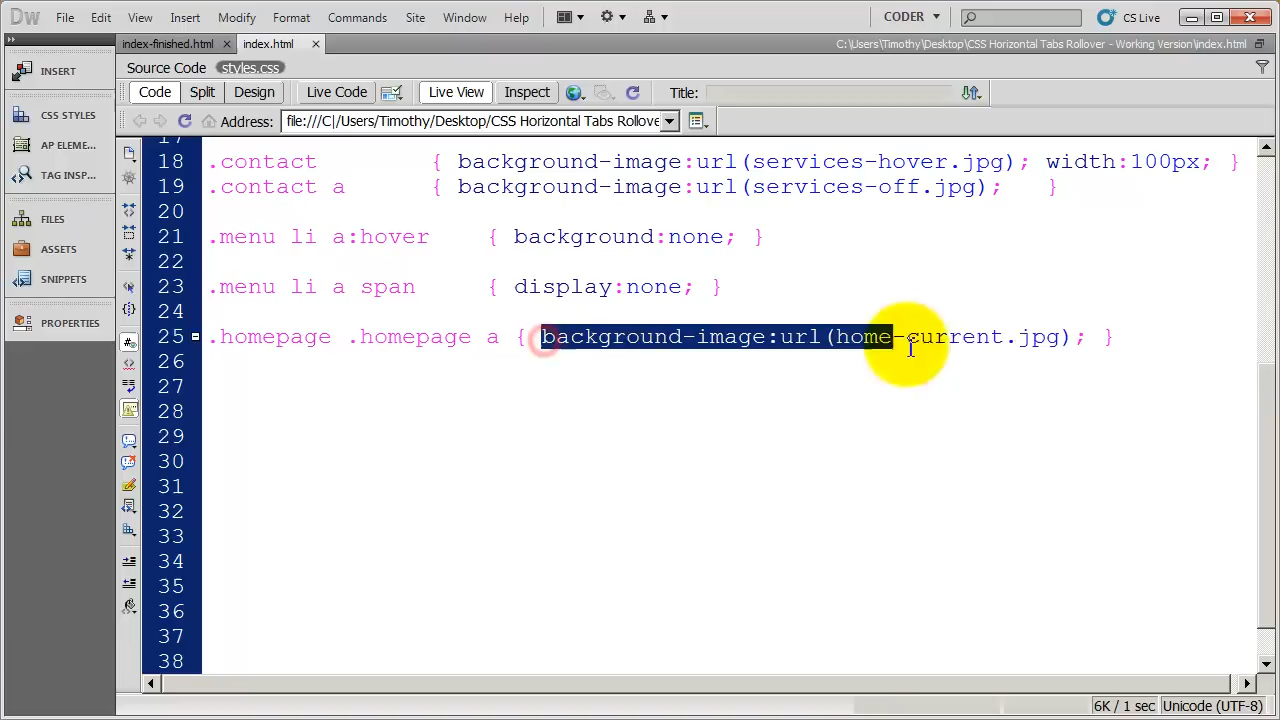 Dw File Edit View Insert Modify Format Commands Site Window Help CODER CS Live
index-finished.html index.html C:\Users\Timothy\Desktop\CSS Horizontal Tabs Rollover - Working Version\index.html
Source Code styles.css
Code Split Design Live Code Live View Inspect Title:
Address: file:///C|/Users/Timothy/Desktop/CSS Horizontal Tabs Rollove
INSERT
CSS STYLES
AP ELEME...
TAG INSP...
FILES
ASSETS
SNIPPETS
PROPERTIES
17
18 .contact { background-image:url(services-hover.jpg); width:100px; }
19 .contact a { background-image:url(services-off.jpg); }
20
21 .menu li a:hover { background:none; }
22
23 .menu li a span { display:none; }
24
25 .homepage .homepage a { background-image:url(home-current.jpg); }
26
27
28
29
30
31
32
33
34
35
36
37
38
6K / 1 sec Unicode (UTF-8)